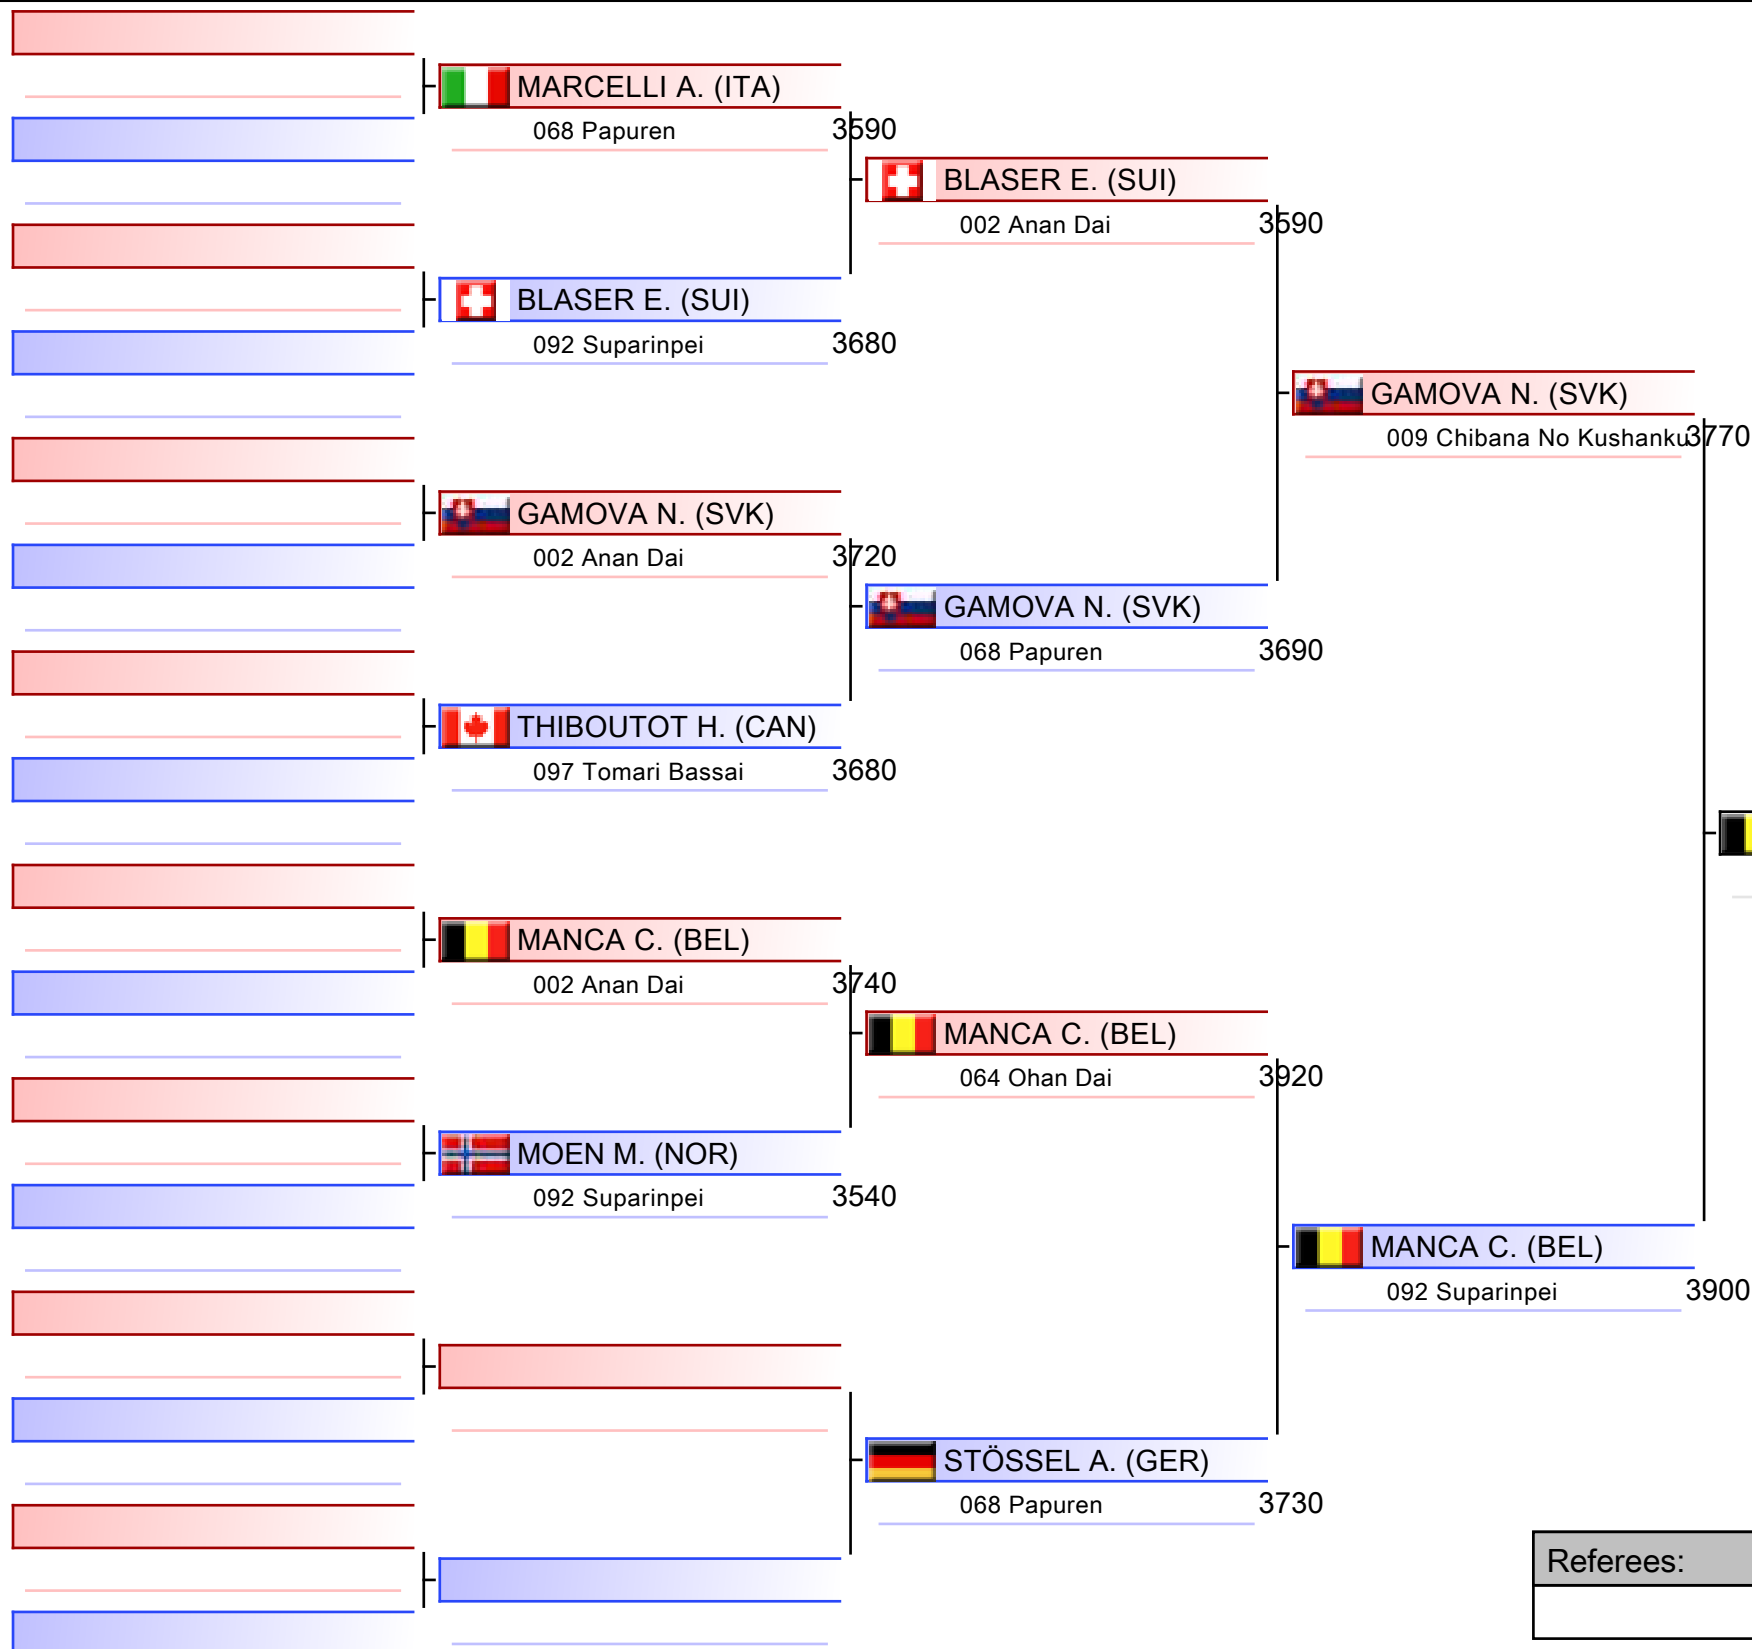 MARCELLI A. (ITA)
068 Papuren 3590
BLASER E. (SUI)
092 Suparinpei 3680
GAMOVA N. (SVK)
002 Anan Dai 3720
THIBOUTOT H. (CAN)
097 Tomari Bassai 3680
MANCA C. (BEL)
002 Anan Dai 3740
MOEN M. (NOR)
092 Suparinpei 3540
BLASER E. (SUI)
002 Anan Dai 3590
GAMOVA N. (SVK)
068 Papuren 3690
MANCA C. (BEL)
064 Ohan Dai 3920
STÖSSEL A. (GER)
068 Papuren 3730
GAMOVA N. (SVK)
009 Chibana No Kushanku 3770
MANCA C. (BEL)
092 Suparinpei 3900
Referees: